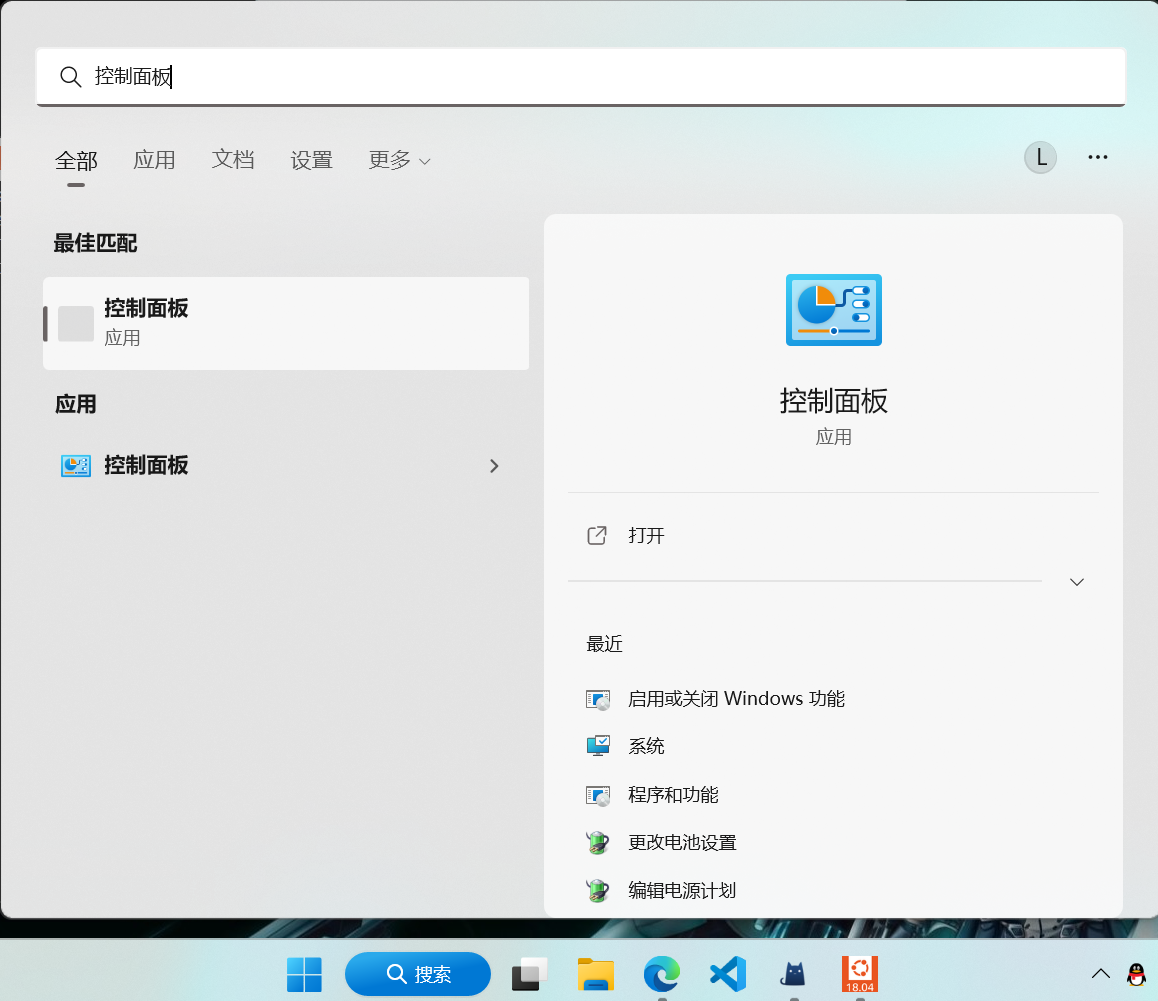 控制面板
全部 应用 文档 设置 更多
L
最佳匹配
控制面板
应用
应用
控制面板
控制面板
应用
打开
最近
启用或关闭 Windows 功能
系统
程序和功能
更改电池设置
编辑电源计划
搜索
18.04